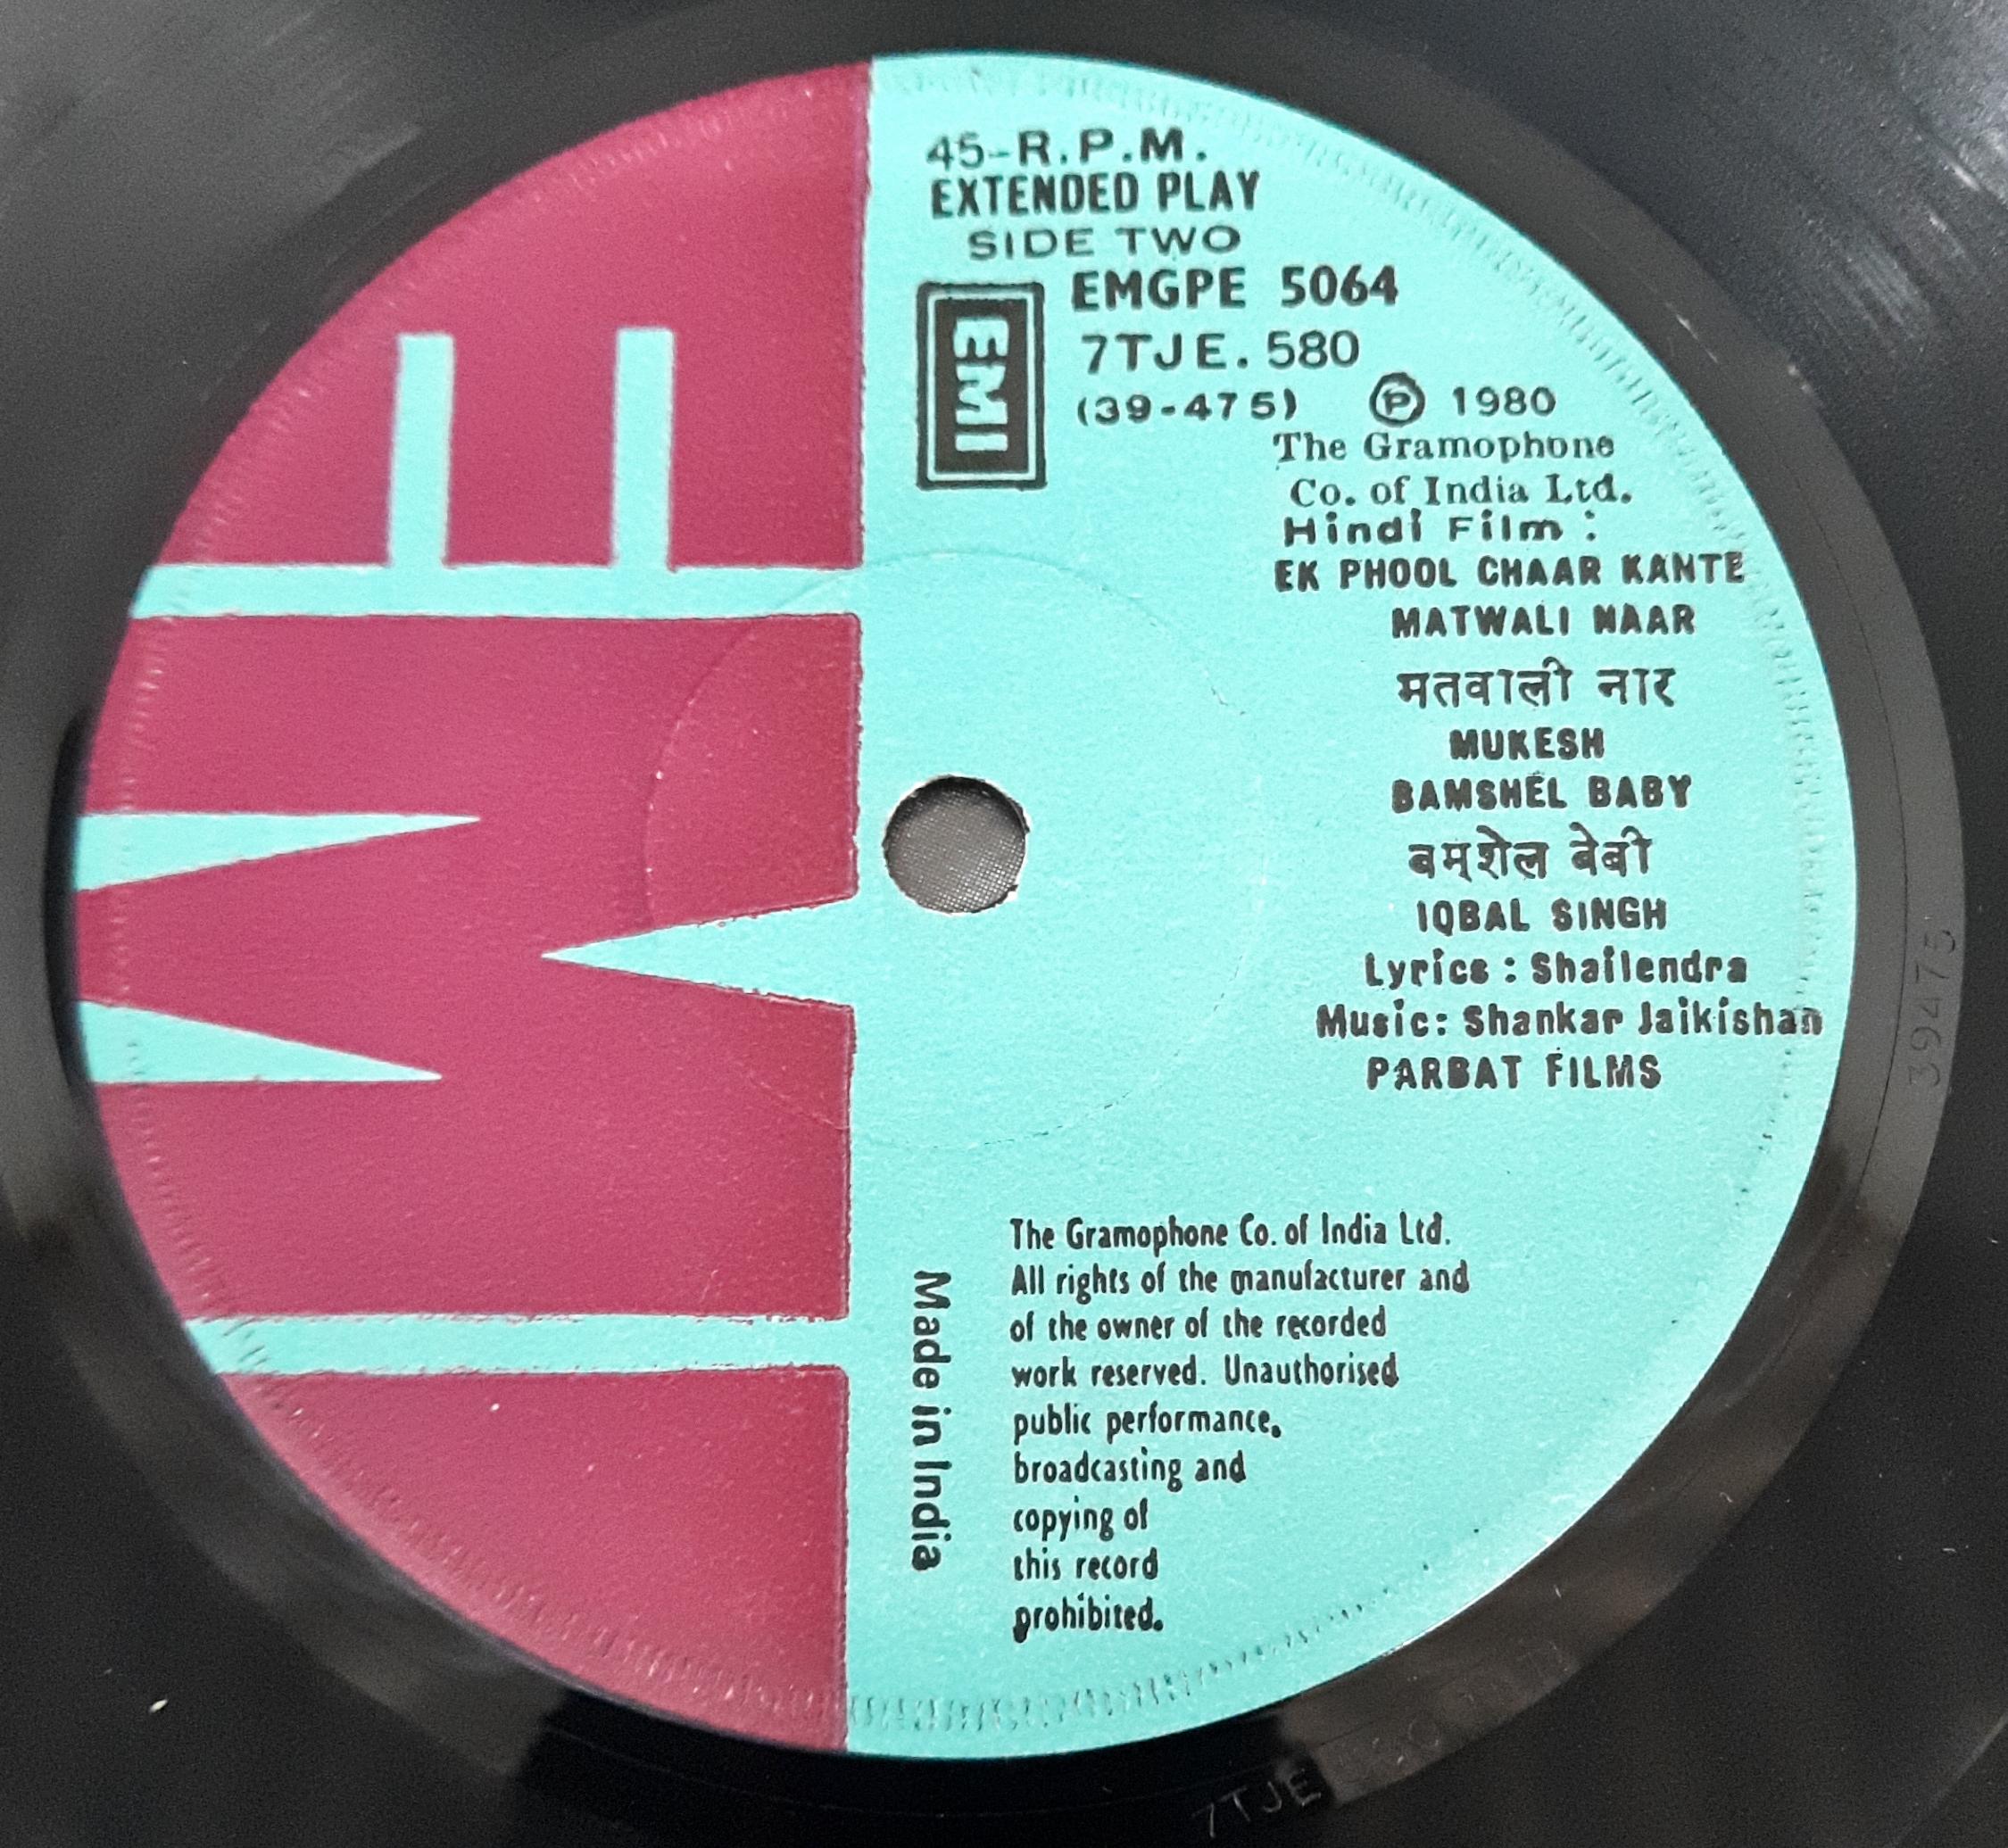 45-R.P.M.
EXTENDED PLAY
SIDE TWO
EMI
EMGPE 5064
7TJE. 580
(39-475) Ⓟ 1980
The Gramophone
Co. of India Ltd.
Hindi Film :
EK PHOOL CHAAR KANTE
MATWALI NAAR
मतवाली नार
MUKESH
BAMSHEL BABY
बम्शेल बेबी
IQBAL SINGH
Lyrics : Shailendra
Music: Shankar Jaikishan
PARBAT FILMS
The Gramophone Co. of India Ltd.
All rights of the manufacturer and
of the owner of the recorded
work reserved. Unauthorised
public performance,
broadcasting and
copying of
this record
prohibited.
Made in India
EMI
39475
7TJE